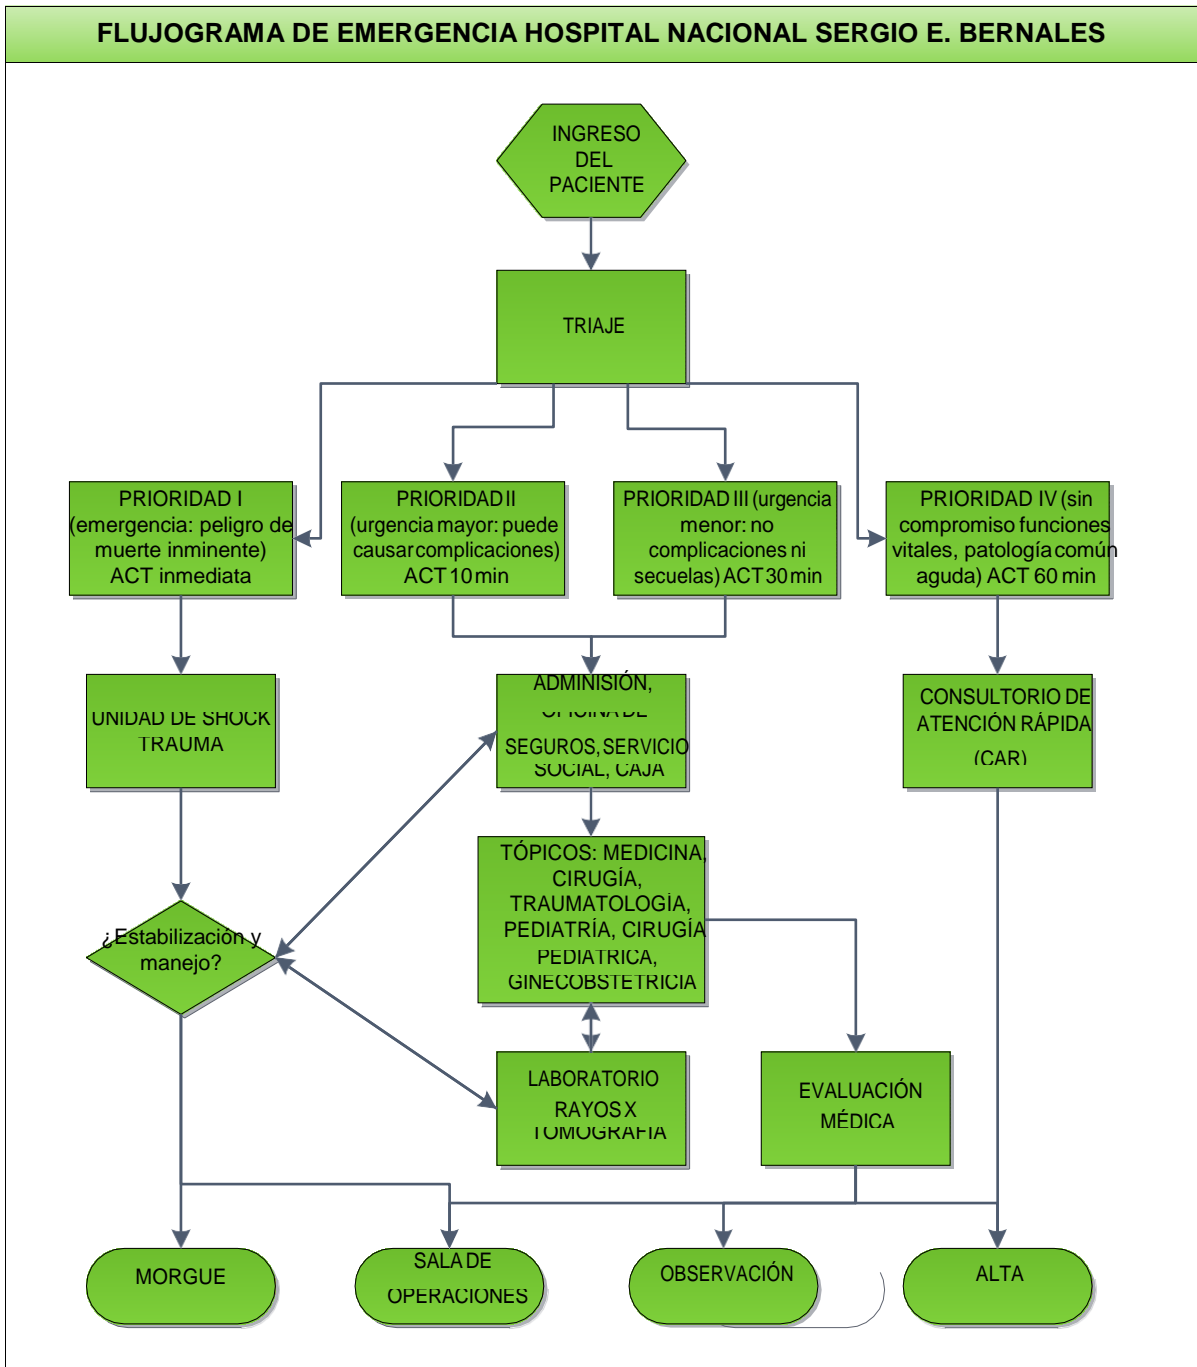 FLUJOGRAMA DE EMERGENCIA HOSPITAL NACIONAL SERGIO E. BERNALES
INGRESO
DEL
PACIENTE
TRIAJE
PRIORIDAD I
(emergencia: peligro de
muerte inminente)
ACT inmediata
PRIORIDAD II
(urgencia mayor: puede
causar complicaciones)
ACT 10 min
PRIORIDAD III (urgencia
menor: no
complicaciones ni
secuelas) ACT 30 min
PRIORIDAD IV (sin
compromiso funciones
vitales, patología común
aguda) ACT 60 min
UNIDAD DE SHOCK
TRAUMA
ADMINISIÓN,
OFICINA DE
SEGUROS, SERVICIO
SOCIAL, CAJA
CONSULTORIO DE
ATENCIÓN RÁPIDA
(CAR)
¿Estabilización y
manejo?
TÓPICOS: MEDICINA,
CIRUGÍA,
TRAUMATOLOGÍA,
PEDIATRÍA, CIRUGÍA
PEDIATRICA,
GINECOBSTETRICIA
LABORATORIO
RAYOS X
TOMOGRAFIA
EVALUACIÓN
MÉDICA
MORGUE
SALA DE
OPERACIONES
OBSERVACIÓN
ALTA